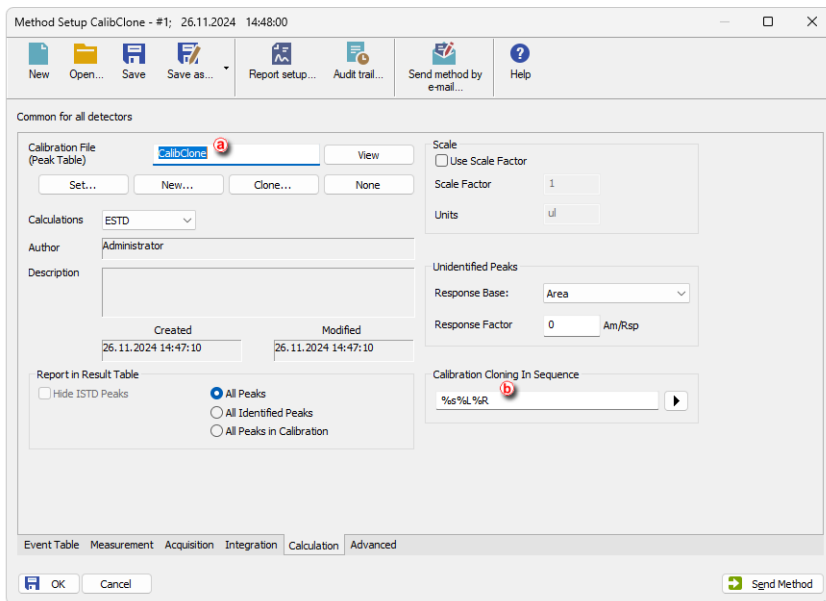 Method Setup CalibClone - #1; 26.11.2024 14:48:00
New Open... Save Save as... Report setup... Audit trail... Send method by e-mail... Help
Common for all detectors
Calibration File
(Peak Table)
CalibClone
a
View
Set... New... Clone... None
Calculations ESTD
Author Administrator
Description
Created Modified
26.11.2024 14:47:10 26.11.2024 14:47:10
Report in Result Table
Hide ISTD Peaks
All Peaks
All Identified Peaks
All Peaks in Calibration
Scale
Use Scale Factor
Scale Factor 1
Units ul
Unidentified Peaks
Response Base: Area
Response Factor 0 Am/Rsp
Calibration Cloning In Sequence
b
%s%L%R
Event Table Measurement Acquisition Integration Calculation Advanced
OK Cancel Send Method